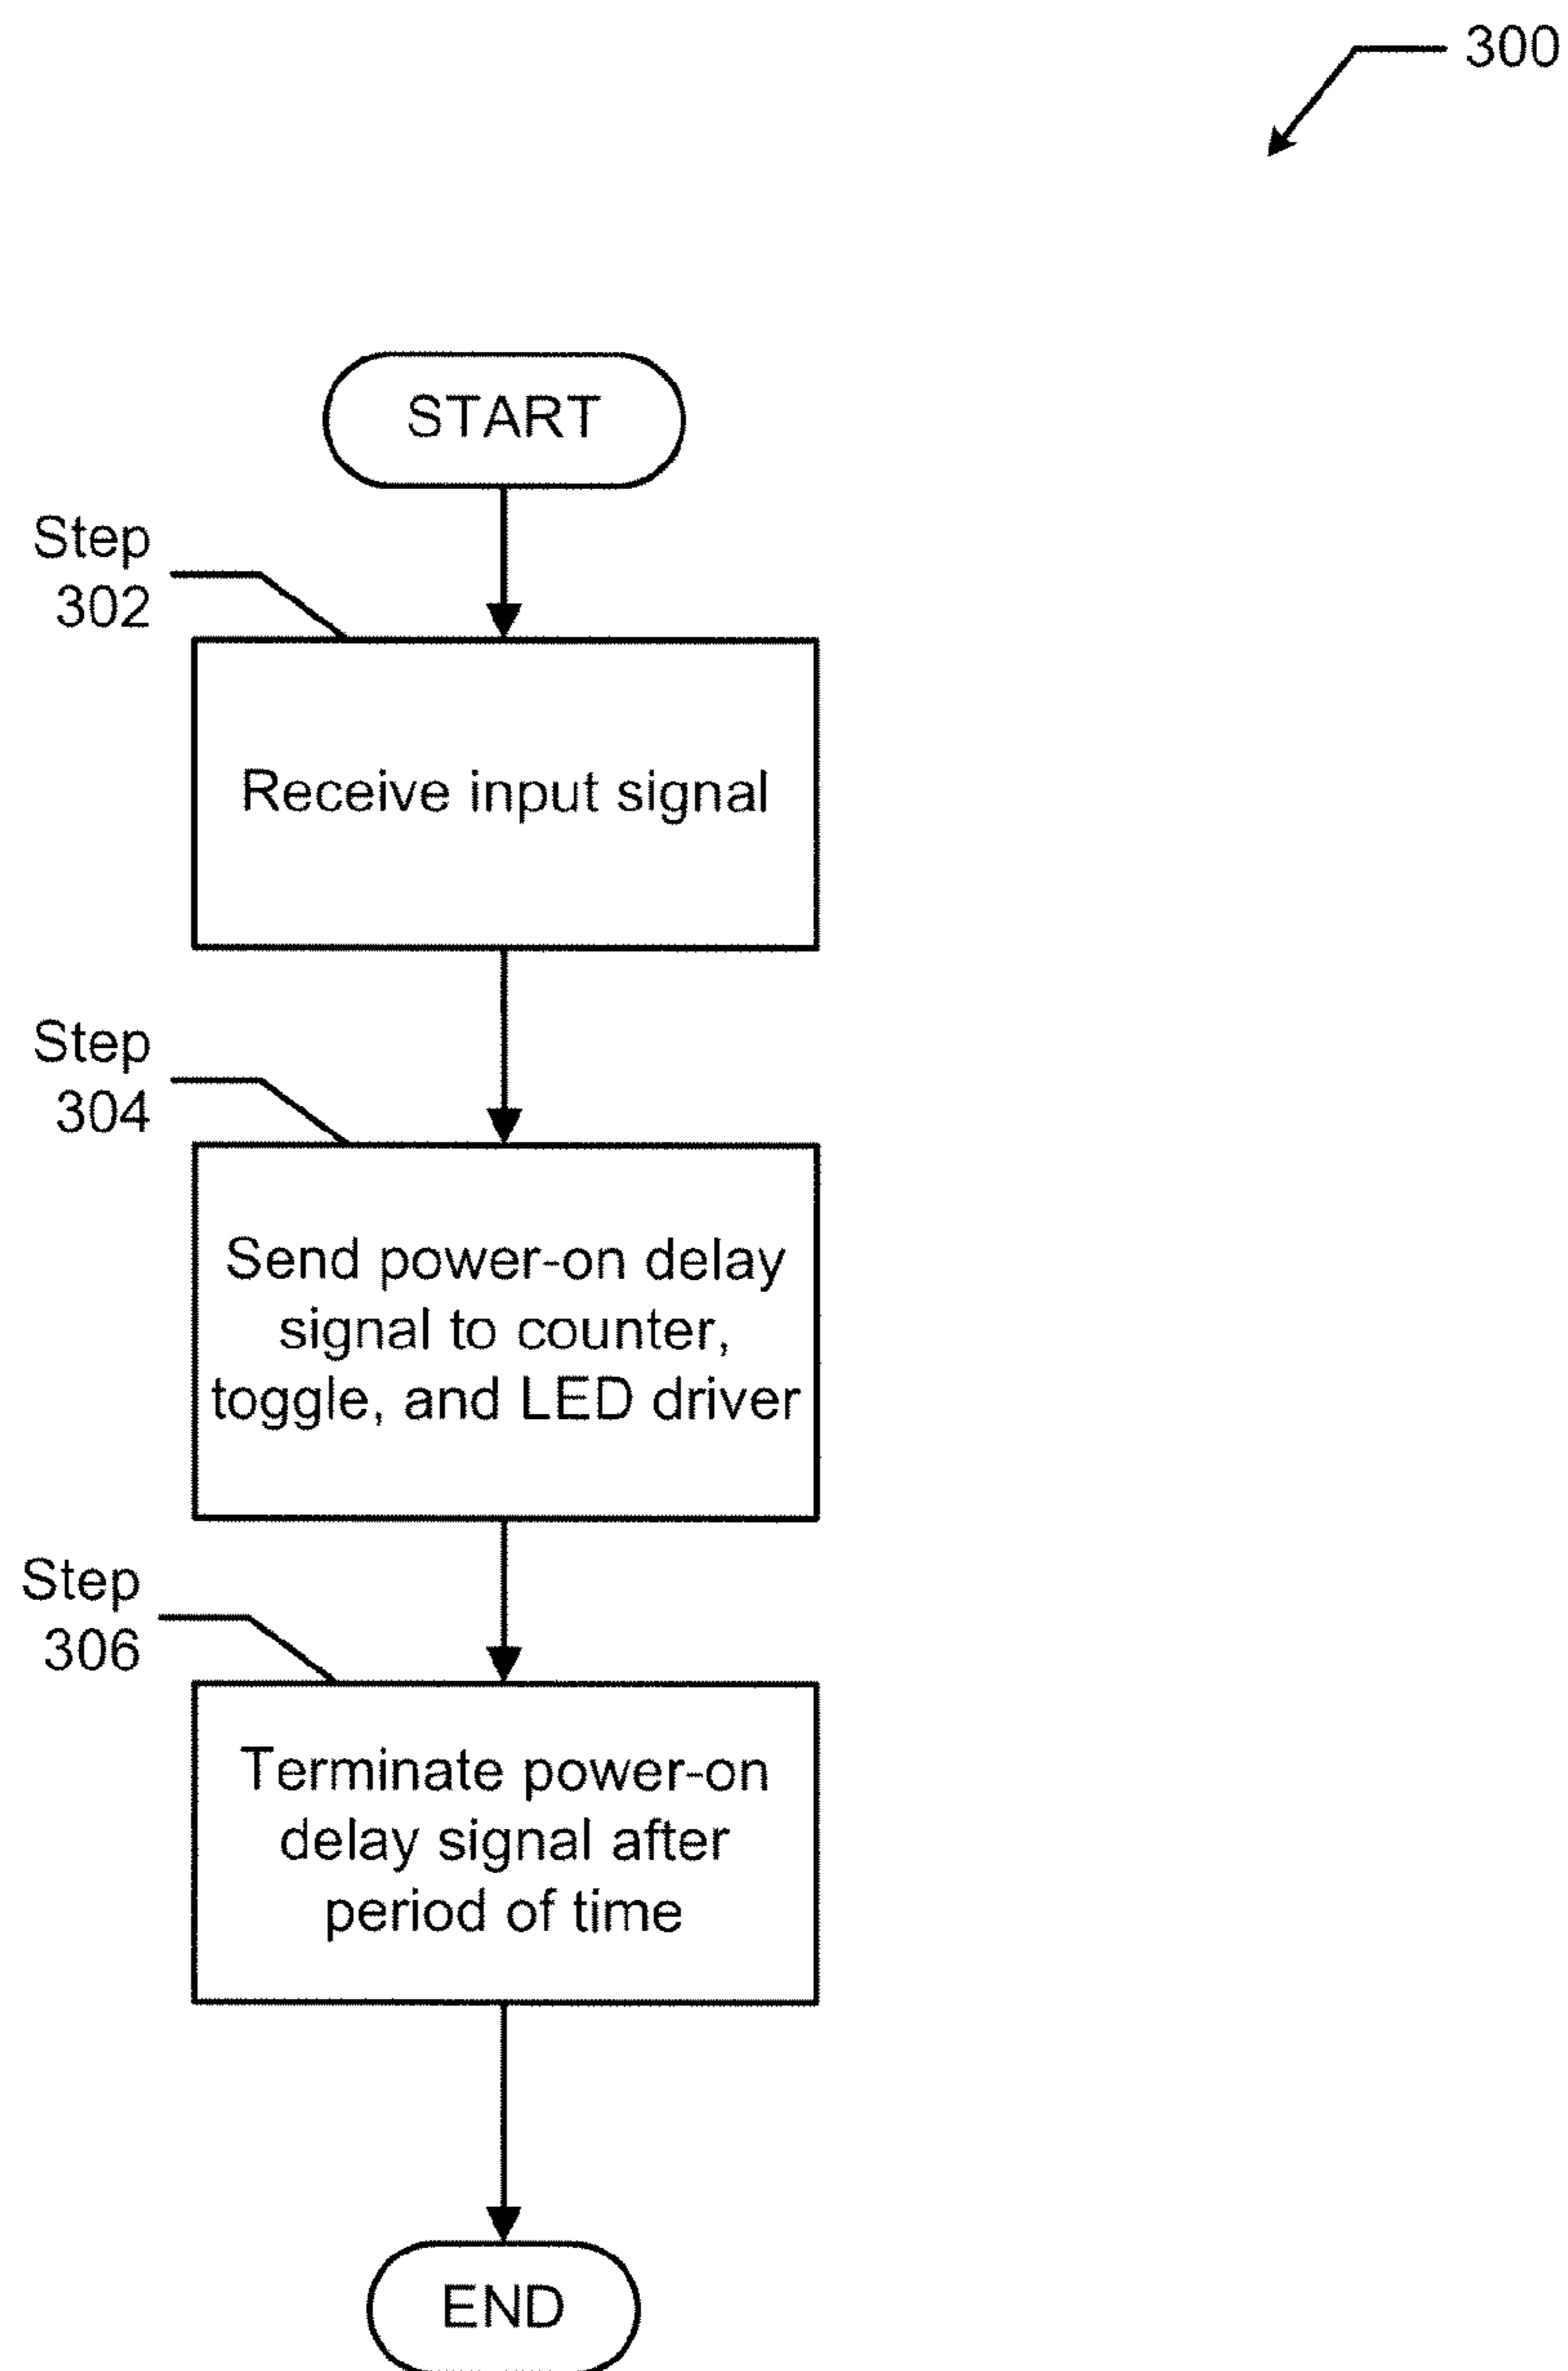 300
START
Step
302
Receive input signal
Step
304
Send power-on delay
signal to counter,
toggle, and LED driver
Step
306
Terminate power-on
delay signal after
period of time
END